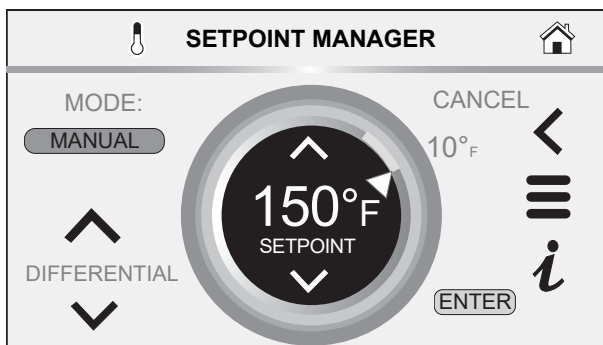 SETPOINT MANAGER
MODE:
MANUAL
CANCEL
10°F
150°F
SETPOINT
DIFFERENTIAL
ENTER
i